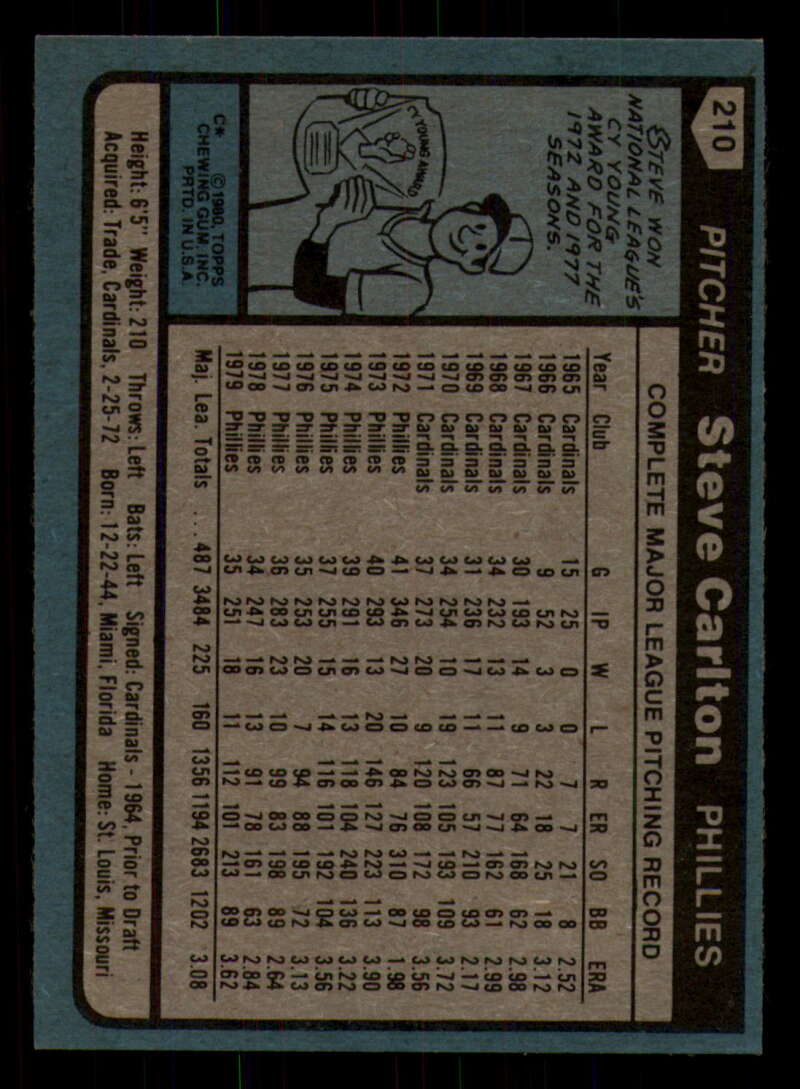 210 PITCHER Steve Carlton PHILLIES
STEVE WON
NATIONAL LEAGUE'S
CY YOUNG
AWARD FOR THE
1972 AND 1977
SEASONS.
CY YOUNG AWARD
C* © 1980, TOPPS
CHEWING GUM, INC.
PRTD. IN U.S.A.
COMPLETE MAJOR LEAGUE PITCHING RECORD
Year Club G IP W L R ER SO BB ERA
1965 Cardinals 15 25 0 0 7 7 21 8 2.52
1966 Cardinals 9 52 3 3 22 18 25 18 3.12
1967 Cardinals 30 193 14 9 71 64 168 62 2.98
1968 Cardinals 34 232 13 11 87 77 162 61 2.99
1969 Cardinals 31 236 17 11 66 57 210 93 2.17
1970 Cardinals 34 254 10 19 123 105 193 109 3.72
1971 Cardinals 37 273 20 9 120 108 172 98 3.56
1972 Phillies 41 346 27 10 84 76 310 87 1.98
1973 Phillies 40 293 13 20 146 127 223 113 3.90
1974 Phillies 39 291 16 13 118 104 240 136 3.22
1975 Phillies 37 255 15 14 116 101 192 104 3.56
1976 Phillies 35 253 20 7 94 88 195 72 3.13
1977 Phillies 36 283 23 10 99 83 198 89 2.64
1978 Phillies 34 247 16 13 91 78 161 63 2.84
1979 Phillies 35 251 18 11 112 101 213 89 3.62
Maj. Lea. Totals . . . 487 3484 225 160 1356 1194 2683 1202 3.08
Height: 6'5" Weight: 210 Throws: Left Bats: Left Signed: Cardinals - 1964, Prior to Draft
Acquired: Trade, Cardinals, 2-25-72 Born: 12-22-44, Miami, Florida Home: St. Louis, Missouri